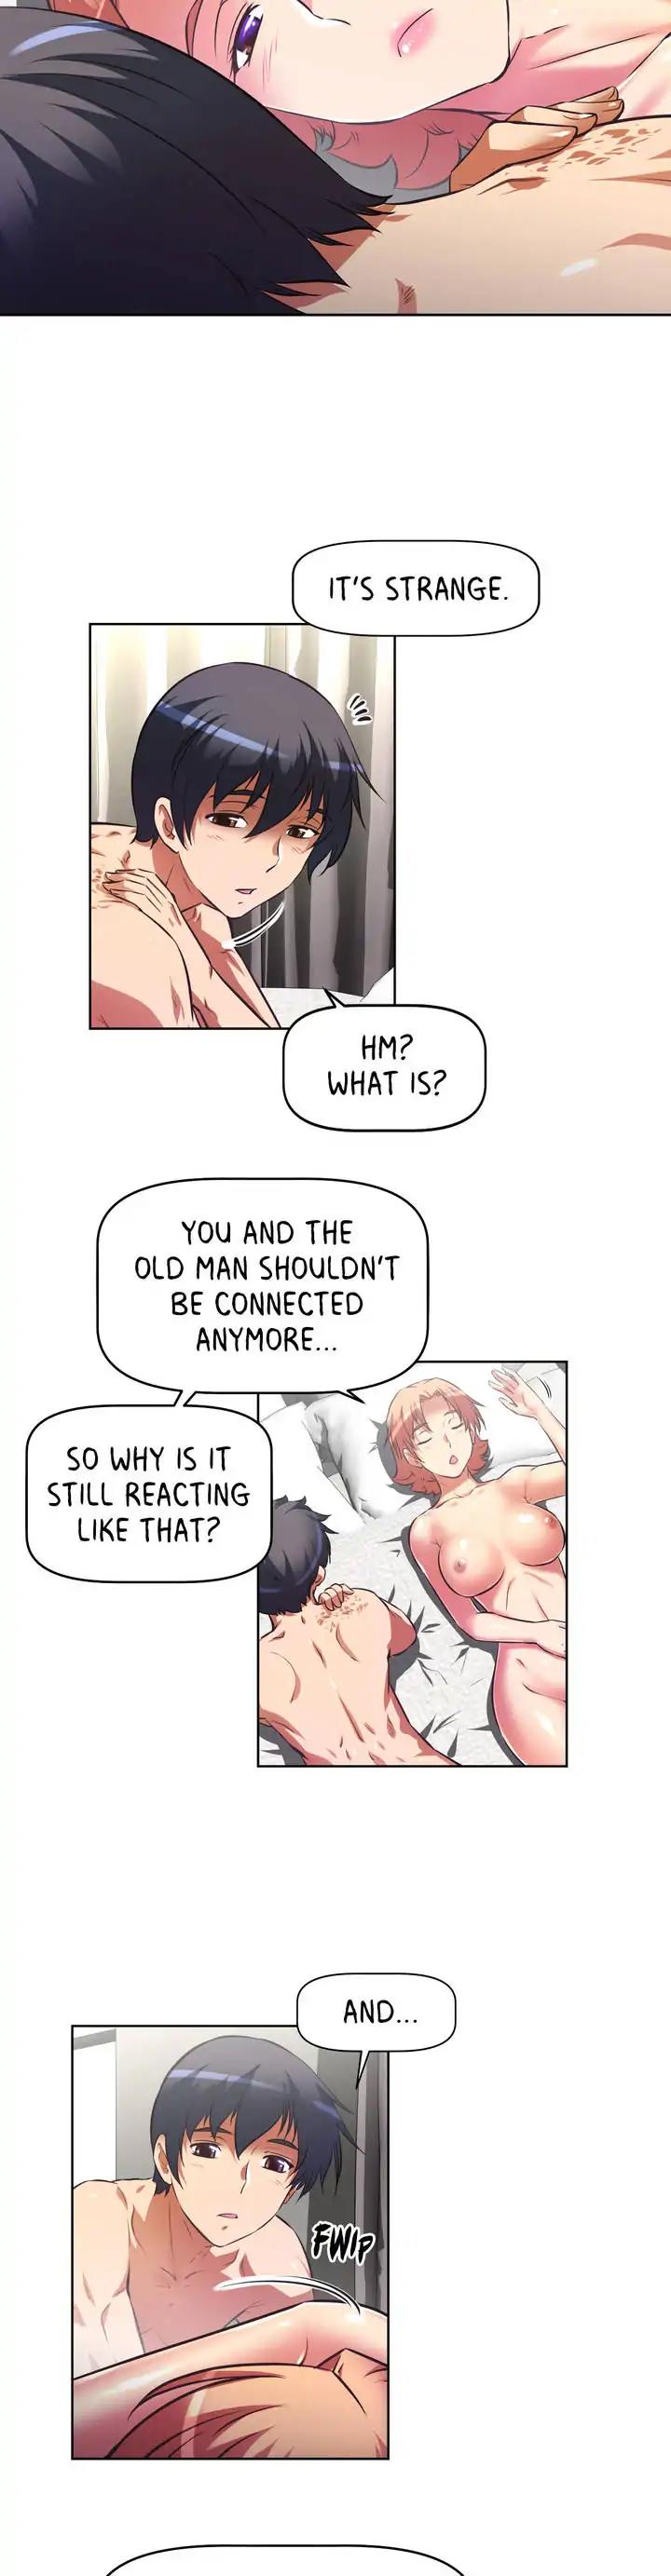 IT'S STRANGE.
HM?
WHAT IS?
YOU AND THE
OLD MAN SHOULDN'T
BE CONNECTED
ANYMORE...
SO WHY IS IT
STILL REACTING
LIKE THAT?
AND...
FWIP